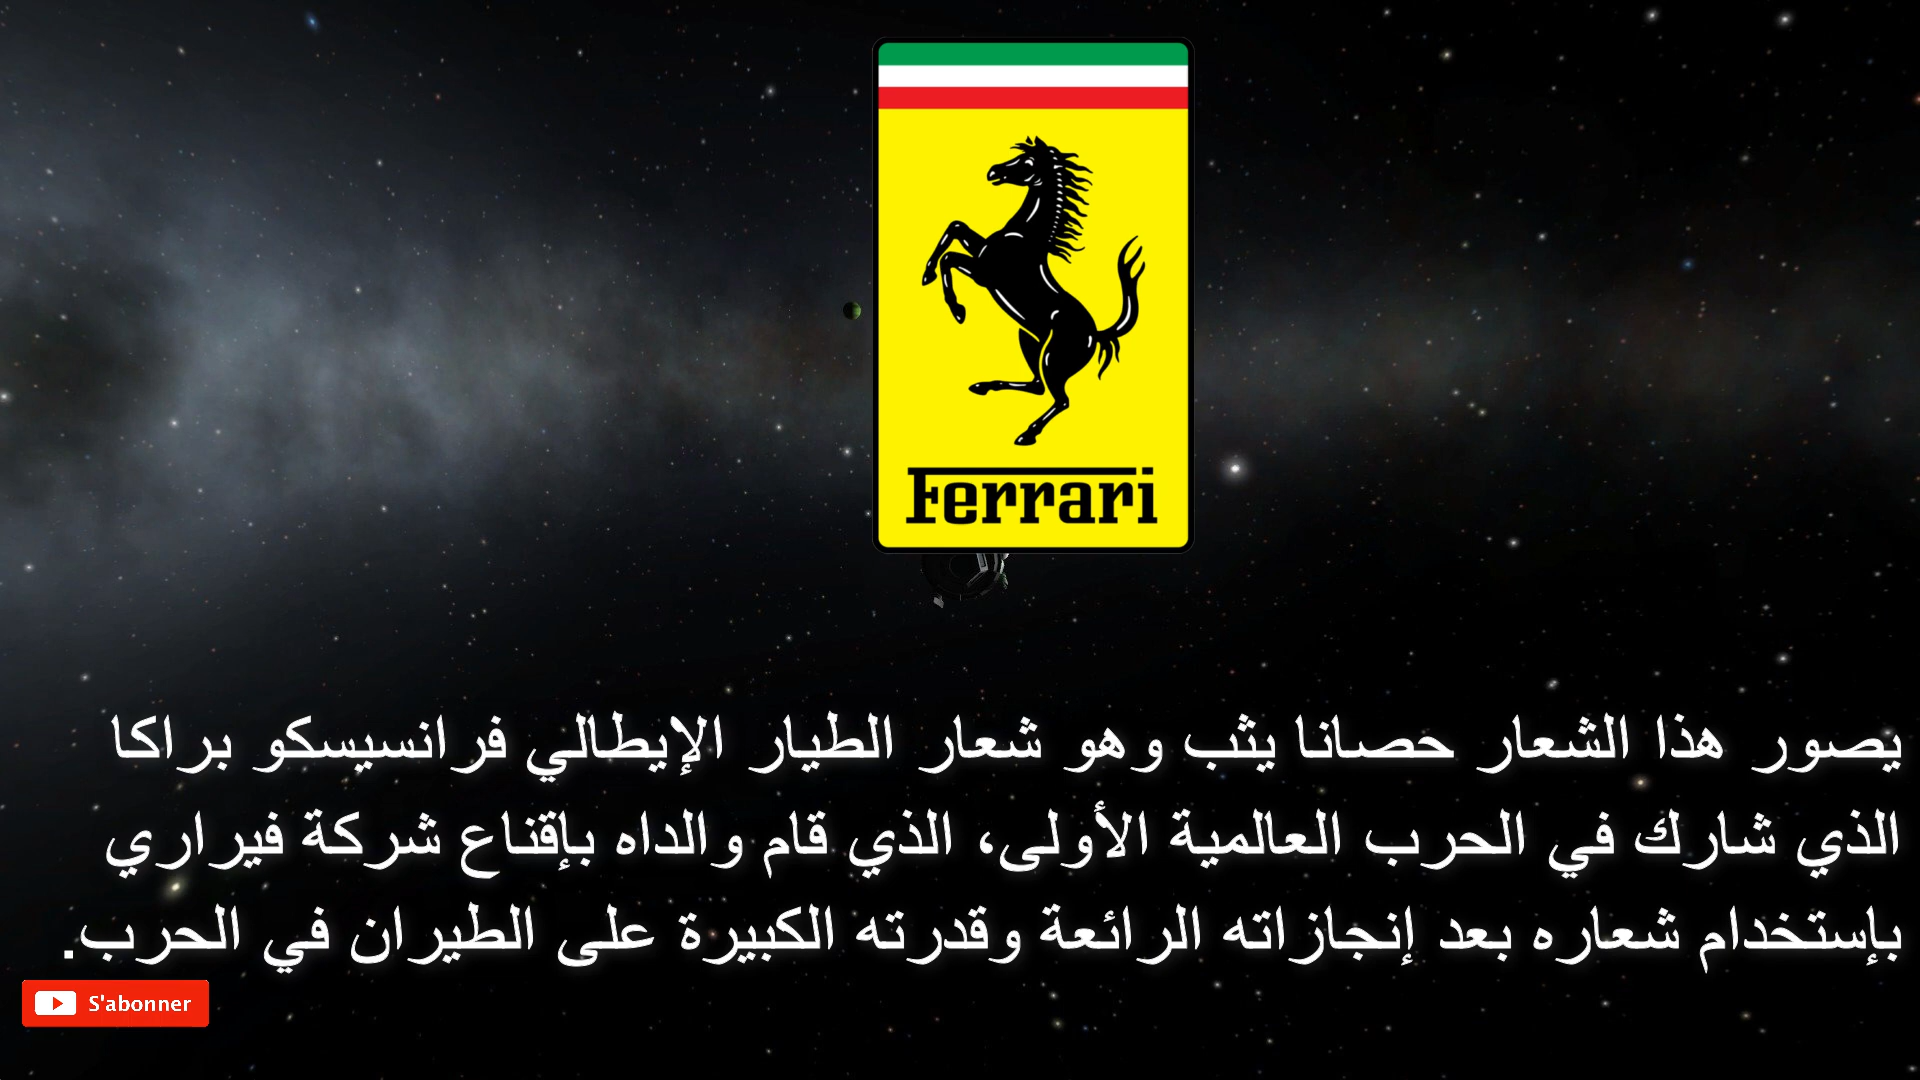 Ferrari
يصور هذا الشعار حصانا يثب وهو شعار الطيار الإيطالي فرانسيسكو براكا
الذي شارك في الحرب العالمية الأولى، الذي قام والداه بإقناع شركة فيراري
بإستخدام شعاره بعد إنجازاته الرائعة وقدرته الكبيرة على الطيران في الحرب.
S'abonner